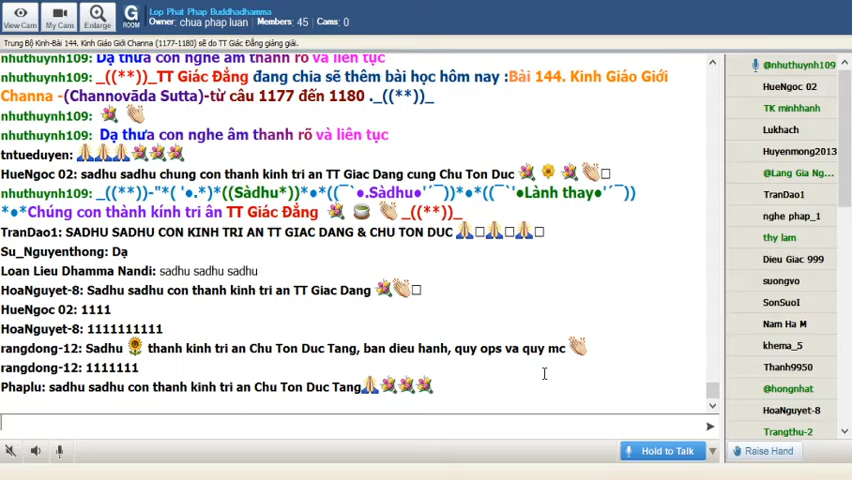 View Cam
My Cam
Enlarge
G
ROOM
Lop Phat Phap Buddhadhamma
Owner: chua phap luan Members: 45 Cams: 0
Trung Bộ Kinh-Bài 144. Kinh Giáo Giới Channa (1177-1180) sẽ do TT Giác Đẳng giảng giải.
nhuthuynh109: Dạ thưa con nghe âm thanh rõ và liên tục
nhuthuynh109: _((**))_TT Giác Đẳng đang chia sẽ thêm bài học hôm nay :Bài 144. Kinh Giáo Giới
Channa -(Channovāda Sutta)-từ câu 1177 đến 1180 ._((**))_
nhuthuynh109:
nhuthuynh109: Dạ thưa con nghe âm thanh rõ và liên tục
tntueduyen: 🙏🙏🙏💐💐💐
HueNgoc 02: sadhu sadhu chung con thanh kinh tri an TT Giac Dang cung Chu Ton Duc
nhuthuynh109: _((**))-"*( '●.*)*((Sàdhu*))*●*((¯`●.Sàdhu●'´¯))*●*((¯`'●Lành thay●'´¯))
*●*Chúng con thành kính tri ân TT Giác Đẳng _((**))_
TranDao1: SADHU SADHU CON KINH TRI AN TT GIAC DANG & CHU TON DUC
Su_Nguyenthong: Dạ
Loan Lieu Dhamma Nandi: sadhu sadhu sadhu
HoaNguyet-8: Sadhu sadhu con thanh kinh tri an TT Giac Dang
HueNgoc 02: 1111
HoaNguyet-8: 1111111111
rangdong-12: Sadhu 🌻 thanh kinh tri an Chu Ton Duc Tang, ban dieu hanh, quy ops va quy mc
rangdong-12: 1111111
Phaplu: sadhu sadhu con thanh kinh tri an Chu Ton Duc Tang🙏💐💐💐
Hold to Talk
@nhuthuynh109
HueNgoc 02
TK minhhanh
Lukhach
Huyenmong2013
@Lang Gia Ng...
TranDao1
nghe phap_1
thy lam
Dieu Giac 999
suongvo
SonSuoI
Nam Ha M
khema_5
Thanh9950
@hongnhat
HoaNguyet-8
Trangthu-2
Raise Hand